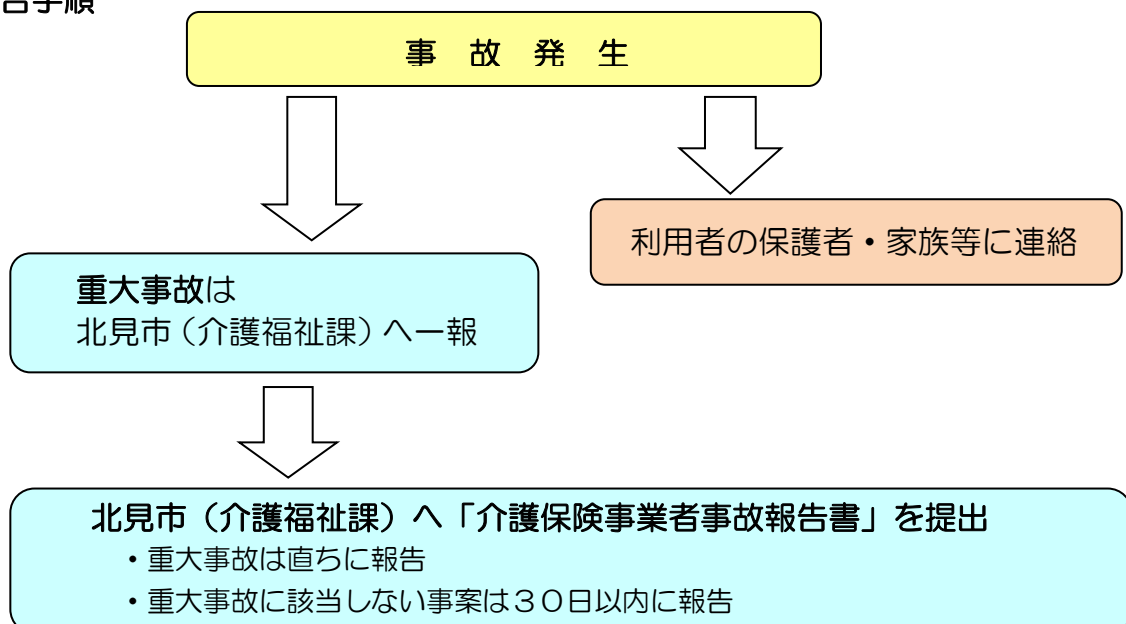 告手順
事 故 発 生
利用者の保護者・家族等に連絡
重大事故は
北見市（介護福祉課）へ一報
北見市（介護福祉課）へ「介護保険事業者事故報告書」を提出
・重大事故は直ちに報告
・重大事故に該当しない事案は３０日以内に報告